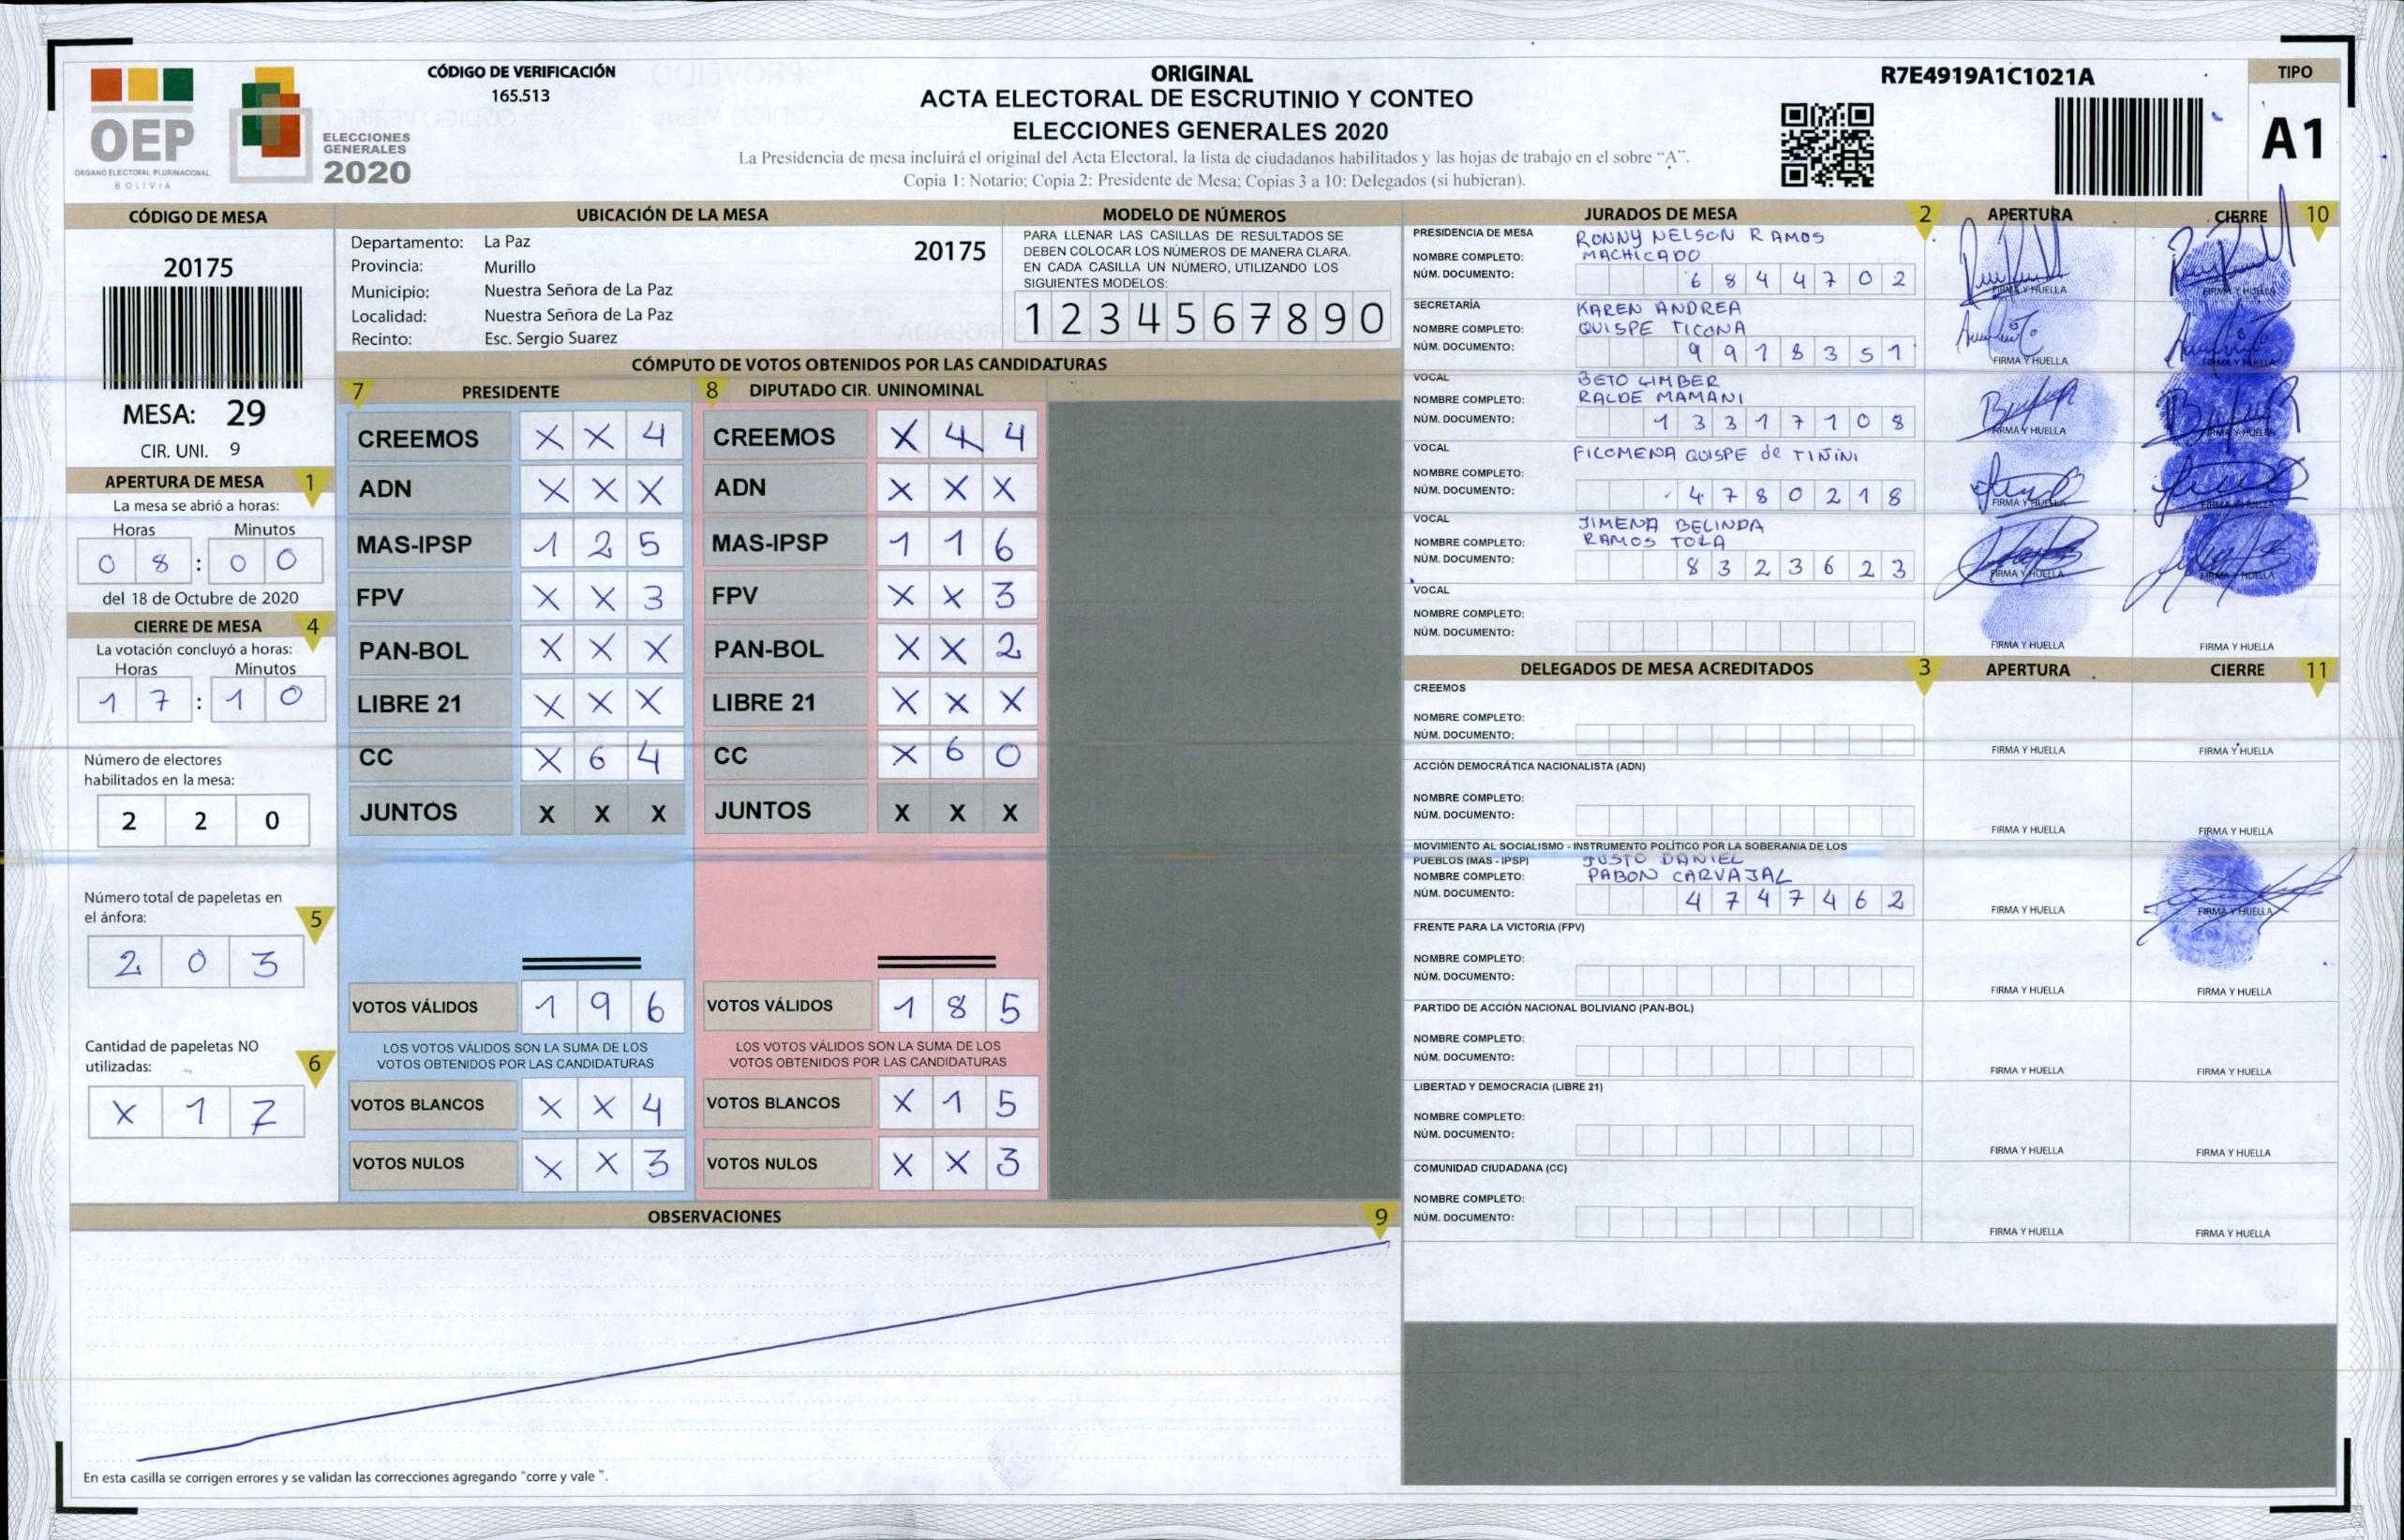 OEP
ÓRGANO ELECTORAL PLURINACIONAL
BOLIVIA
ELECCIONES
GENERALES
2020
CÓDIGO DE VERIFICACIÓN
165.513
ORIGINAL
ACTA ELECTORAL DE ESCRUTINIO Y CONTEO
ELECCIONES GENERALES 2020
La Presidencia de mesa incluirá el original del Acta Electoral, la lista de ciudadanos habilitados y las hojas de trabajo en el sobre “A”.
Copia 1: Notario; Copia 2: Presidente de Mesa; Copias 3 a 10: Delegados (si hubieran).
R7E4919A1C1021A
TIPO
A1
CÓDIGO DE MESA
20175
MESA: 29
CIR. UNI. 9
APERTURA DE MESA 1
La mesa se abrió a horas:
Horas Minutos
0 8 : 0 0
del 18 de Octubre de 2020
CIERRE DE MESA 4
La votación concluyó a horas:
Horas Minutos
1 7 : 1 0
Número de electores
habilitados en la mesa:
2 2 0
Número total de papeletas en
el ánfora: 5
2 0 3
Cantidad de papeletas NO
utilizadas: 6
X 1 7
UBICACIÓN DE LA MESA
Departamento: La Paz 20175
Provincia: Murillo
Municipio: Nuestra Señora de La Paz
Localidad: Nuestra Señora de La Paz
Recinto: Esc. Sergio Suarez
MODELO DE NÚMEROS
PARA LLENAR LAS CASILLAS DE RESULTADOS SE
DEBEN COLOCAR LOS NÚMEROS DE MANERA CLARA.
EN CADA CASILLA UN NÚMERO, UTILIZANDO LOS
SIGUIENTES MODELOS:
1 2 3 4 5 6 7 8 9 0
CÓMPUTO DE VOTOS OBTENIDOS POR LAS CANDIDATURAS
7 PRESIDENTE 8 DIPUTADO CIR. UNINOMINAL
CREEMOS X X 4 CREEMOS X 4 4
ADN X X X ADN X X X
MAS-IPSP 1 2 5 MAS-IPSP 1 1 6
FPV X X 3 FPV X X 3
PAN-BOL X X X PAN-BOL X X 2
LIBRE 21 X X X LIBRE 21 X X X
CC X 6 4 CC X 6 0
JUNTOS X X X JUNTOS X X X
VOTOS VÁLIDOS 1 9 6 VOTOS VÁLIDOS 1 8 5
LOS VOTOS VÁLIDOS SON LA SUMA DE LOS LOS VOTOS VÁLIDOS SON LA SUMA DE LOS
VOTOS OBTENIDOS POR LAS CANDIDATURAS VOTOS OBTENIDOS POR LAS CANDIDATURAS
VOTOS BLANCOS X X 4 VOTOS BLANCOS X 1 5
VOTOS NULOS X X 3 VOTOS NULOS X X 3
OBSERVACIONES 9
En esta casilla se corrigen errores y se validan las correcciones agregando "corre y vale ".
JURADOS DE MESA 2 APERTURA CIERRE 10
PRESIDENCIA DE MESA RONNY NELSON RAMOS
NOMBRE COMPLETO: MACHICADO
NÚM. DOCUMENTO: 6 8 4 4 7 0 2 FIRMA Y HUELLA FIRMA Y HUELLA
SECRETARÍA KAREN ANDREA
NOMBRE COMPLETO: QUISPE TICONA
NÚM. DOCUMENTO: 9 9 1 8 3 5 1 FIRMA Y HUELLA FIRMA Y HUELLA
VOCAL BETO LIMBER
NOMBRE COMPLETO: RALDE MAMANI
NÚM. DOCUMENTO: 1 3 3 1 7 1 0 8 FIRMA Y HUELLA FIRMA Y HUELLA
VOCAL FILOMENA QUISPE de TIÑINI
NOMBRE COMPLETO:
NÚM. DOCUMENTO: 4 7 8 0 2 1 8 FIRMA Y HUELLA FIRMA Y HUELLA
VOCAL JIMENA BELINDA
NOMBRE COMPLETO: RAMOS TOLA
NÚM. DOCUMENTO: 8 3 2 3 6 2 3 FIRMA Y HUELLA FIRMA Y HUELLA
VOCAL
NOMBRE COMPLETO:
NÚM. DOCUMENTO: FIRMA Y HUELLA FIRMA Y HUELLA
DELEGADOS DE MESA ACREDITADOS 3 APERTURA CIERRE 11
CREEMOS
NOMBRE COMPLETO:
NÚM. DOCUMENTO: FIRMA Y HUELLA FIRMA Y HUELLA
ACCIÓN DEMOCRÁTICA NACIONALISTA (ADN)
NOMBRE COMPLETO:
NÚM. DOCUMENTO: FIRMA Y HUELLA FIRMA Y HUELLA
MOVIMIENTO AL SOCIALISMO - INSTRUMENTO POLÍTICO POR LA SOBERANIA DE LOS
PUEBLOS (MAS - IPSP) JUSTO DANIEL
NOMBRE COMPLETO: PABON CARVAJAL
NÚM. DOCUMENTO: 4 7 4 7 4 6 2 FIRMA Y HUELLA FIRMA Y HUELLA
FRENTE PARA LA VICTORIA (FPV)
NOMBRE COMPLETO:
NÚM. DOCUMENTO: FIRMA Y HUELLA FIRMA Y HUELLA
PARTIDO DE ACCIÓN NACIONAL BOLIVIANO (PAN-BOL)
NOMBRE COMPLETO:
NÚM. DOCUMENTO: FIRMA Y HUELLA FIRMA Y HUELLA
LIBERTAD Y DEMOCRACIA (LIBRE 21)
NOMBRE COMPLETO:
NÚM. DOCUMENTO: FIRMA Y HUELLA FIRMA Y HUELLA
COMUNIDAD CIUDADANA (CC)
NOMBRE COMPLETO:
NÚM. DOCUMENTO: FIRMA Y HUELLA FIRMA Y HUELLA